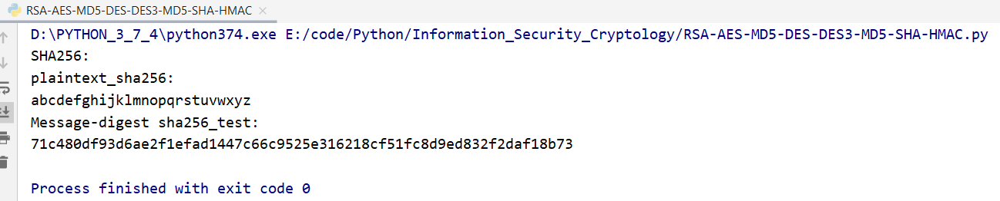 RSA-AES-MD5-DES-DES3-MD5-SHA-HMAC
D:\PYTHON_3_7_4\python374.exe E:/code/Python/Information_Security_Cryptology/RSA-AES-MD5-DES-DES3-MD5-SHA-HMAC.py
SHA256:
plaintext_sha256:
abcdefghijklmnopqrstuvwxyz
Message-digest sha256_test:
71c480df93d6ae2f1efad1447c66c9525e316218cf51fc8d9ed832f2daf18b73
Process finished with exit code 0